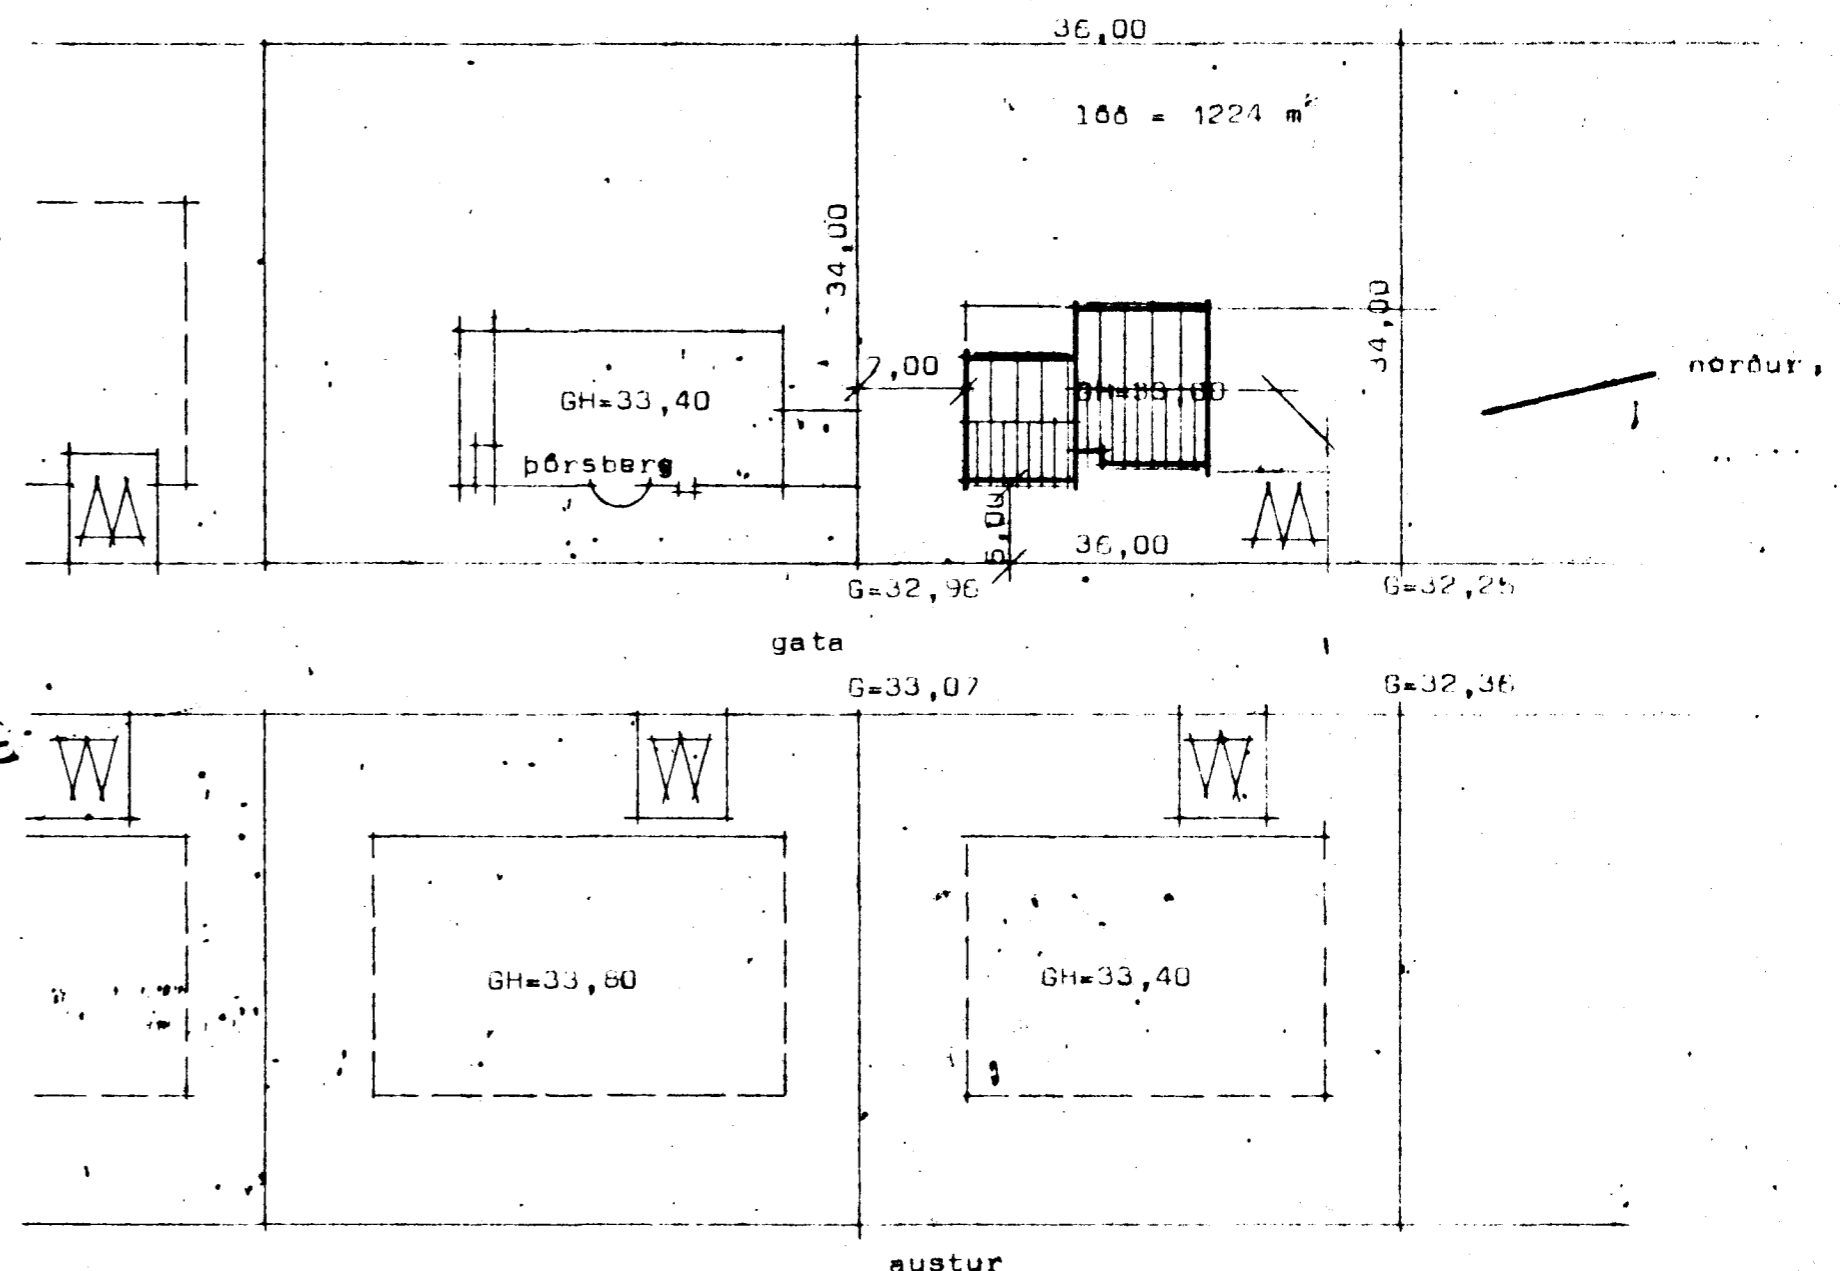 36,00
lóð = 1224 m²
34,00
34,00
7,00
norður
GH=33,40
þórsberg
5,00
36,00
G=32,96
G=32,25
gata
G=33,07
G=32,36
GH=33,80
GH=33,40
austur